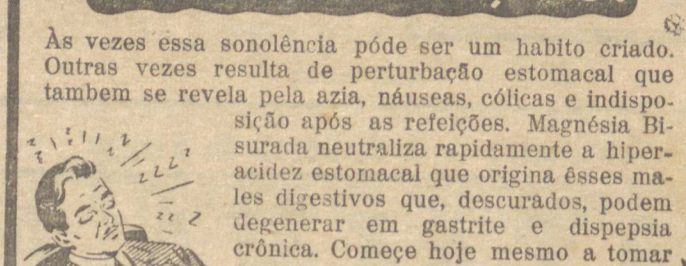 Às vezes essa sonolência póde ser um habito criado.
Outras vezes resulta de perturbação estomacal que
tambem se revela pela azia, náuseas, cólicas e indispo-
sição após as refeições. Magnésia Bi-
surada neutraliza rapidamente a hiper-
acidez estomacal que origina êsses ma-
les digestivos que, descurados, podem
degenerar em gastrite e dispepsia
crônica. Começe hoje mesmo a tomar
z z z z
z z z z z
z z z